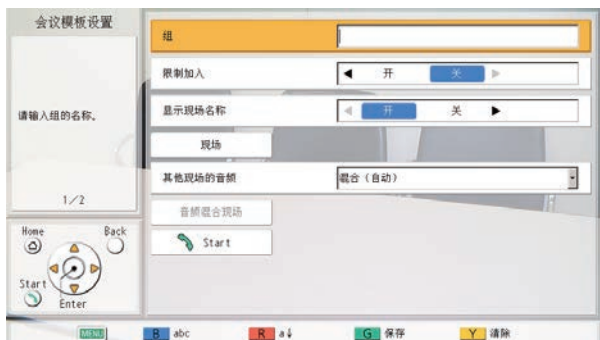 会议模板设置
请输入组的名称。
1/2
Home
Back
Start
Enter
组
限制加入
开
关
显示现场名称
开
关
现场
其他现场的音频
混合（自动）
音频混合现场
Start
MENU
B abc
R a↓
G 保存
Y 清除